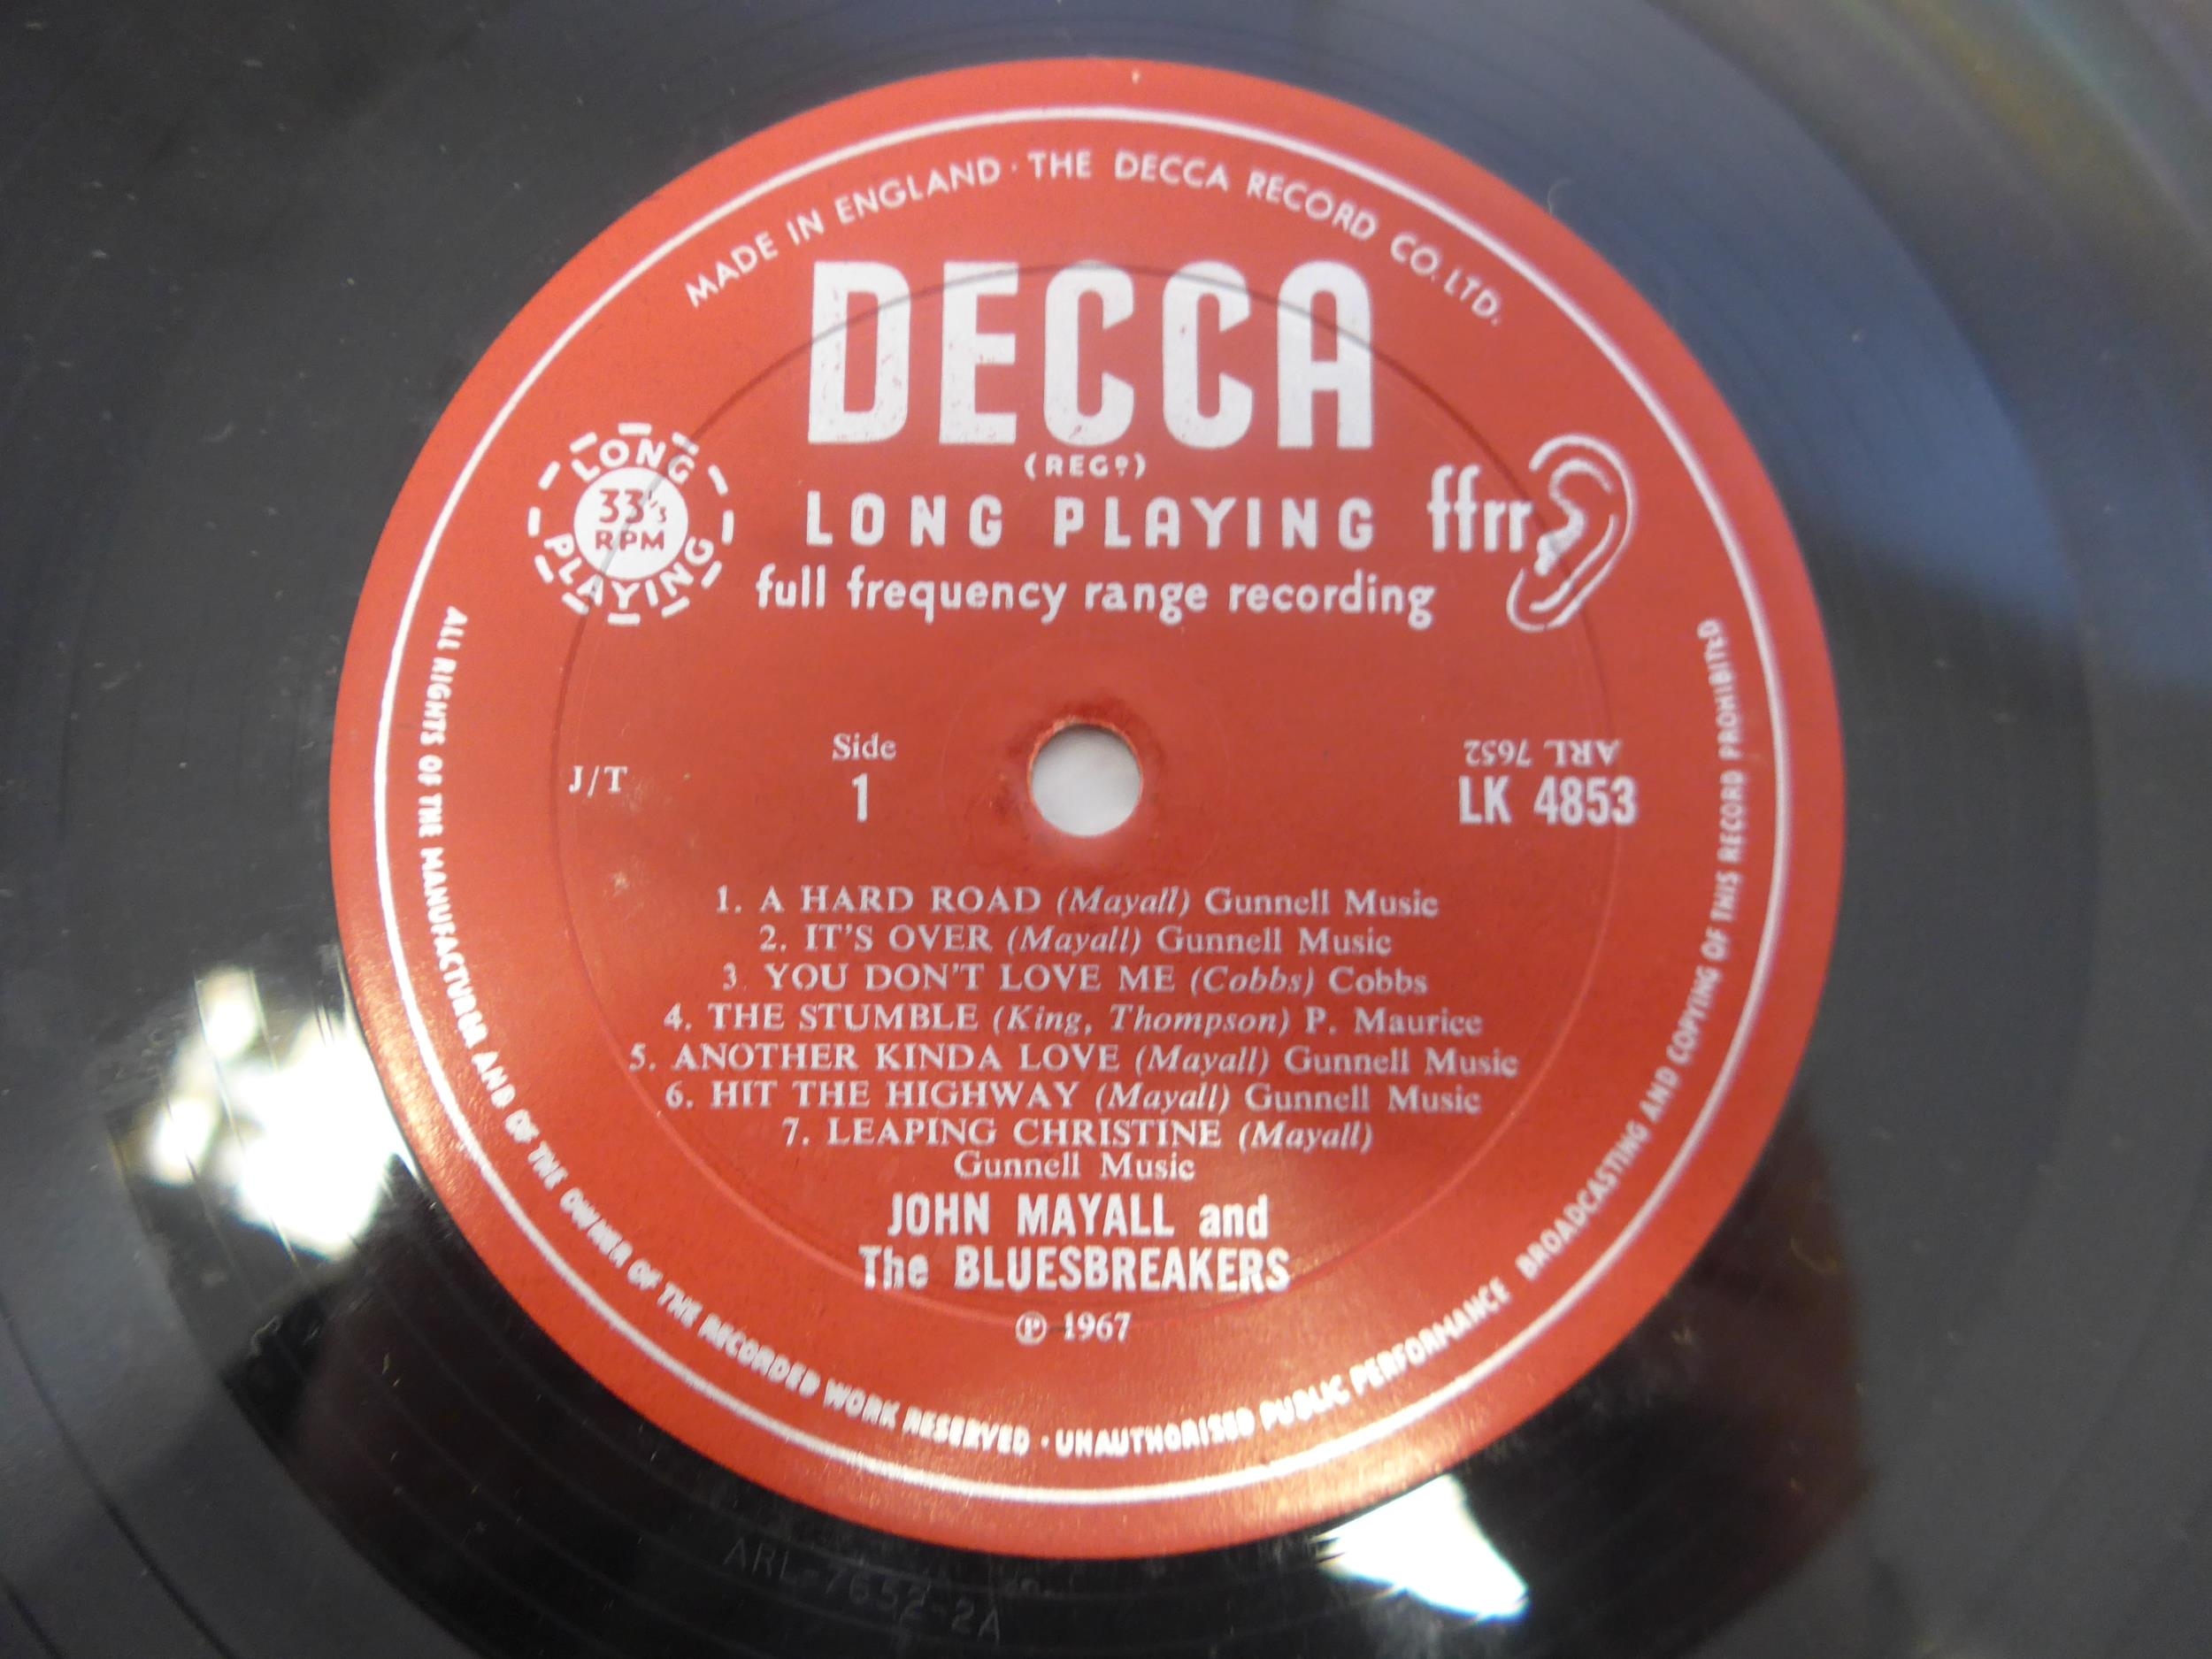 MADE IN ENGLAND · THE DECCA RECORD CO. LTD.
DECCA
(REGD)
LONG PLAYING
33⅓
RPM
LONG PLAYING ffrr
full frequency range recording
J/T
Side
1
ARL 7652
LK 4853
1. A HARD ROAD (Mayall) Gunnell Music
2. IT'S OVER (Mayall) Gunnell Music
3. YOU DON'T LOVE ME (Cobbs) Cobbs
4. THE STUMBLE (King, Thompson) P. Maurice
5. ANOTHER KINDA LOVE (Mayall) Gunnell Music
6. HIT THE HIGHWAY (Mayall) Gunnell Music
7. LEAPING CHRISTINE (Mayall)
Gunnell Music
JOHN MAYALL and
The BLUESBREAKERS
℗ 1967
ALL RIGHTS OF THE MANUFACTURER AND OF THE OWNER OF THE RECORDED WORK RESERVED · UNAUTHORISED PUBLIC PERFORMANCE BROADCASTING AND COPYING OF THIS RECORD PROHIBITED
ARL-7652-2A